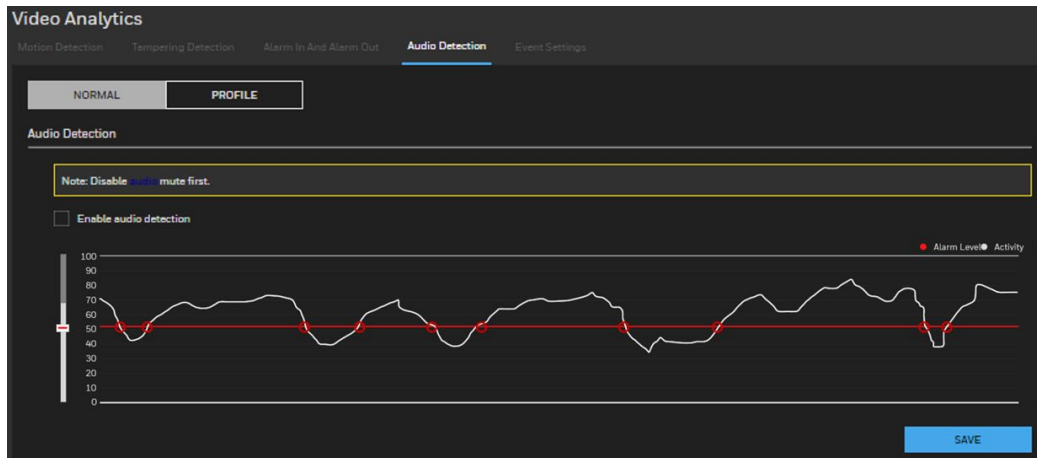 Video Analytics
Motion Detection Tampering Detection Alarm In And Alarm Out Audio Detection Event Settings
NORMAL PROFILE
Audio Detection
Note: Disable audio mute first.
Enable audio detection
Alarm Level Activity
100
90
80
70
60
50
40
30
20
10
0
SAVE